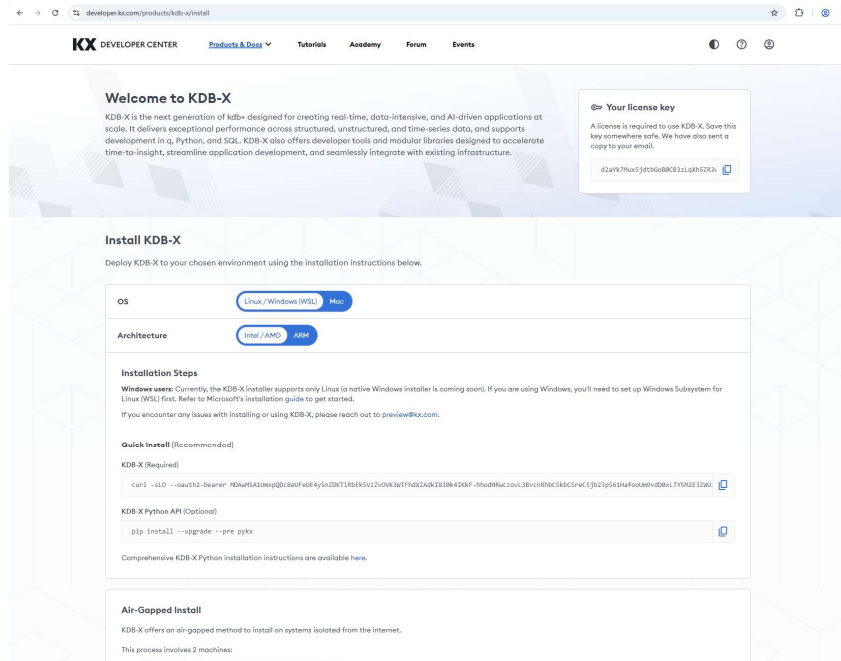 developer.kx.com/products/kdb-x/install
KX DEVELOPER CENTER
Products & Docs
Tutorials
Academy
Forum
Events
Welcome to KDB-X
KDB-X is the next generation of kdb+ designed for creating real-time, data-intensive, and AI-driven applications at
scale. It delivers exceptional performance across structured, unstructured, and time-series data, and supports
development in q, Python, and SQL. KDB-X also offers developer tools and modular libraries designed to accelerate
time-to-insight, streamline application development, and seamlessly integrate with existing infrastructure.
Your license key
A license is required to use KDB-X. Save this
key somewhere safe. We have also sent a
copy to your email.
Install KDB-X
Deploy KDB-X to your chosen environment using the installation instructions below.
OS
Linux / Windows (WSL)
Mac
Architecture
Intel / AMD
ARM
Installation Steps
Windows users: Currently, the KDB-X installer supports only Linux (a native Windows installer is coming soon). If you are using Windows, you'll need to set up Windows Subsystem for
Linux (WSL) first. Refer to Microsoft's installation guide to get started.
If you encounter any issues with installing or using KDB-X, please reach out to preview@kx.com.
Quick Install (Recommended)
KDB-X (Required)
curl -sLO --oauth2-bearer
KDB-X Python API (Optional)
pip install --upgrade --pre pykx
Comprehensive KDB-X Python installation instructions are available here.
Air-Gapped Install
KDB-X offers an air-gapped method to install on systems isolated from the internet.
This process involves 2 machines: